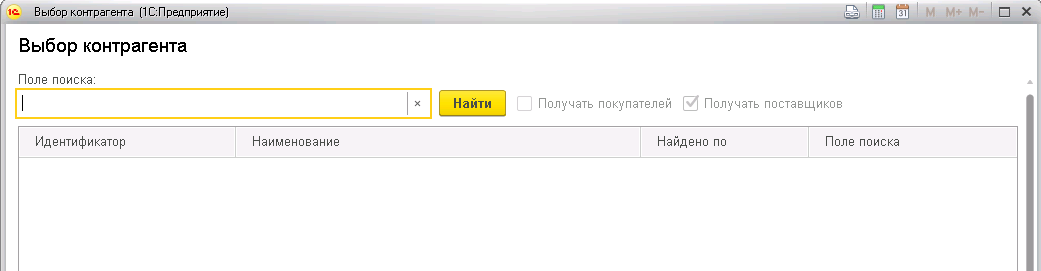 Выбор контрагента (1С:Предприятие) 31 M M+ M-
Выбор контрагента
Поле поиска:
Найти Получать покупателей Получать поставщиков
Идентификатор Наименование Найдено по Поле поиска